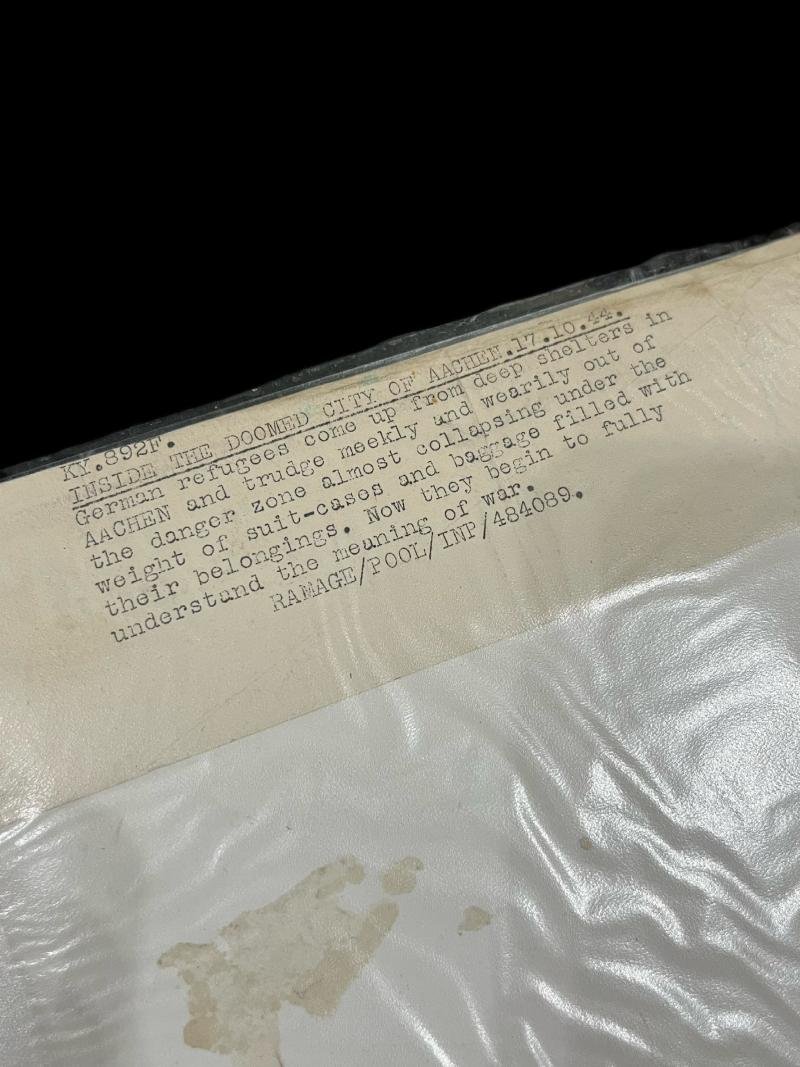 KY.892F.
INSIDE THE DOOMED CITY OF AACHEN.17.10.44.
German refugees come up from deep shelters in
AACHEN and trudge meekly and wearily out of
the danger zone almost collapsing under the
weight of suit-cases and baggage filled with
their belongings. Now they begin to fully
understand the meaning of war.
RAMAGE/POOL/INP/484089.